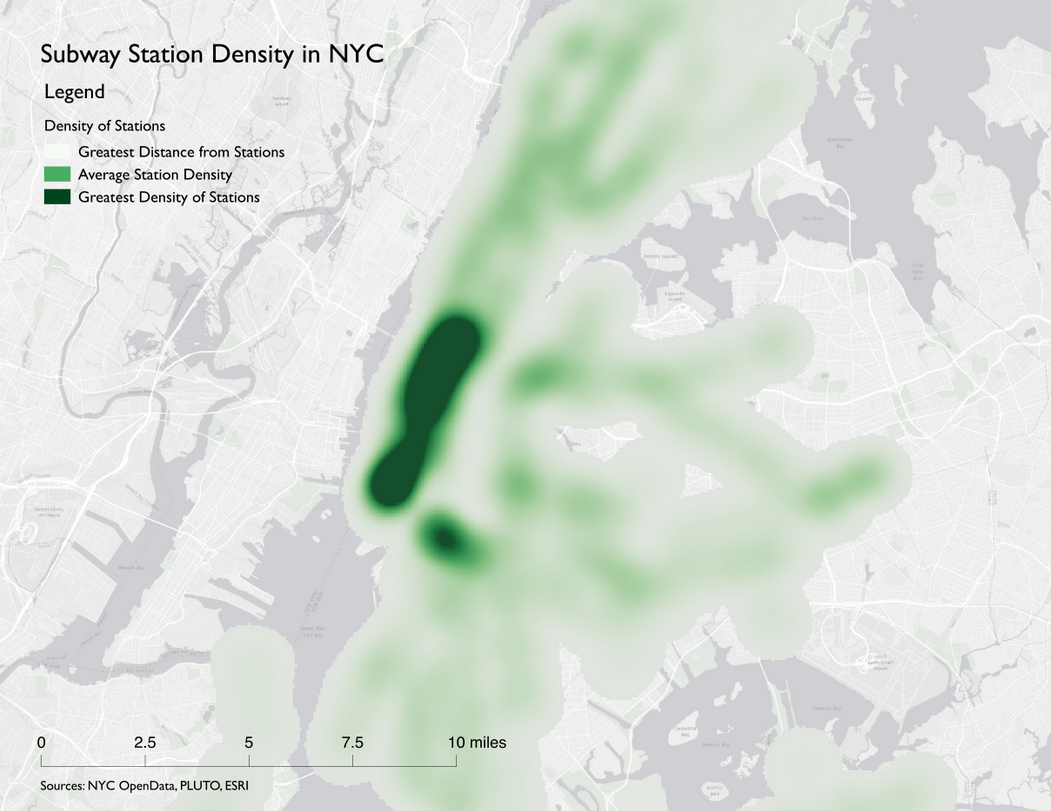 Subway Station Density in NYC
Legend
Density of Stations
Greatest Distance from Stations
Average Station Density
Greatest Density of Stations
0 2.5 5 7.5 10 miles
Sources: NYC OpenData, PLUTO, ESRI